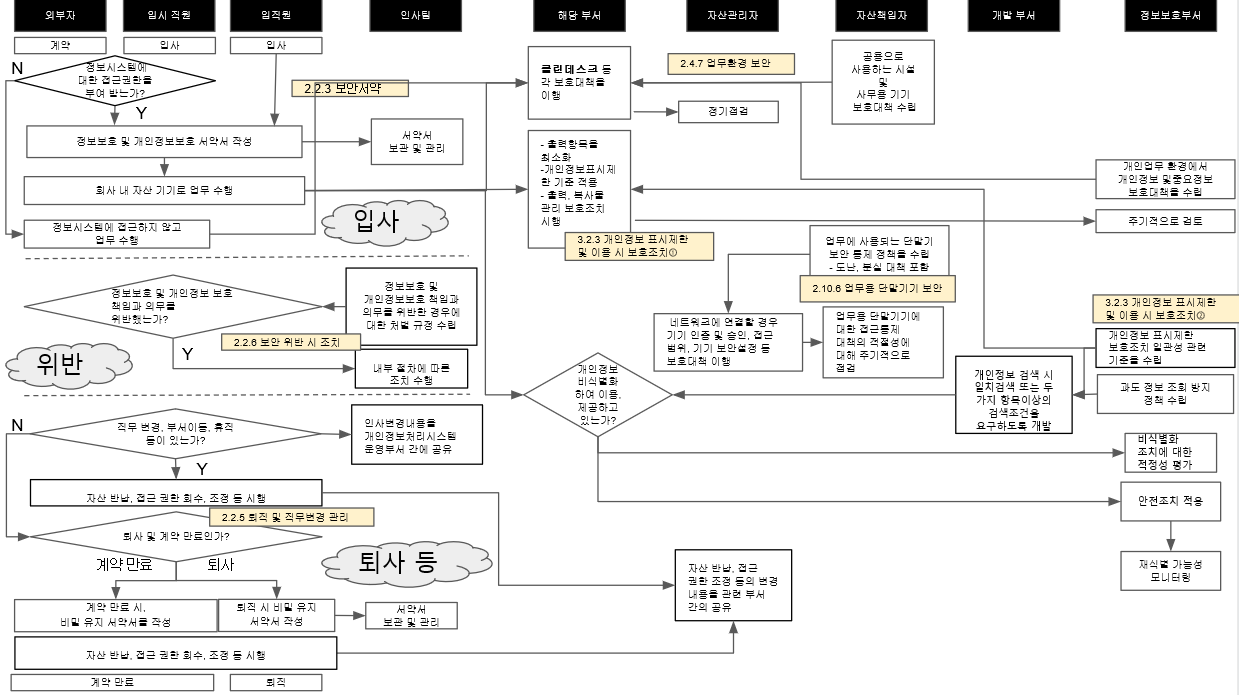 외부자
임시 직원
임직원
인사팀
해당 부서
자산관리자
자산책임자
개발 부서
정보보호부서
계약
입사
입사
N
정보시스템에
대한 접근권한을
부여 받는가?
Y
2.2.3 보안서약
정보보호 및 개인정보보호 서약서 작성
서약서
보관 및 관리
회사 내 자산 기기로 업무 수행
정보시스템에 접근하지 않고
업무 수행
입사
클린데스크 등
각 보호대책을
이행
2.4.7 업무환경 보안
정기점검
공용으로
사용하는 시설
및
사무용 기기
보호대책 수립
- 출력항목을
최소화
-개인정보표시제
한 기준 적용
- 출력, 복사물
관리 보호조치
시행
3.2.3 개인정보 표시제한
및 이용 시 보호조치①
개인업무 환경에서
개인정보 및중요정보
보호대책을 수립
주기적으로 검토
업무에 사용되는 단말기
보안 통제 정책을 수립
- 도난, 분실 대책 포함
2.10.6 업무용 단말기기 보안
네트워크에 연결할 경우
기기 인증 및 승인, 접근
범위, 기기 보안설정 등
보호대책 이행
업무용 단말기기에
대한 접근통제
대책의 적절성에
대해 주기적으로
점검
3.2.3 개인정보 표시제한
및 이용 시 보호조치②
개인정보 표시제한
보호조치 일관성 관련
기준을 수립
과도 정보 조회 방지
정책 수립
개인정보 검색 시
일치검색 또는 두
가지 항목이상의
검색조건을
요구하도록 개발
개인정보
비식별화
하여 이용,
제공하고
있는가?
비식별화
조치에 대한
적정성 평가
안전조치 적용
재식별 가능성
모니터링
정보보호 및 개인정보 보호
책임과 의무를
위반했는가?
정보보호 및
개인정보보호 책임과
의무를 위반한 경우에
대한 처벌 규정 수립
2.2.6 보안 위반 시 조치
Y
위반
내부 절차에 따른
조치 수행
N
직무 변경, 부서이동, 휴직
등이 있는가?
인사변경내용을
개인정보처리시스템
운영부서 간에 공유
Y
자산 반납, 접근 권한 회수, 조정 등 시행
2.2.5 퇴직 및 직무변경 관리
퇴사 및 계약 만료인가?
계약 만료
퇴사
퇴사 등
계약 만료 시,
비밀 유지 서약서를 작성
퇴직 시 비밀 유지
서약서 작성
서약서
보관 및 관리
자산 반납, 접근
권한 조정 등의 변경
내용을 관련 부서
간의 공유
자산 반납, 접근 권한 회수, 조정 등 시행
계약 만료
퇴직